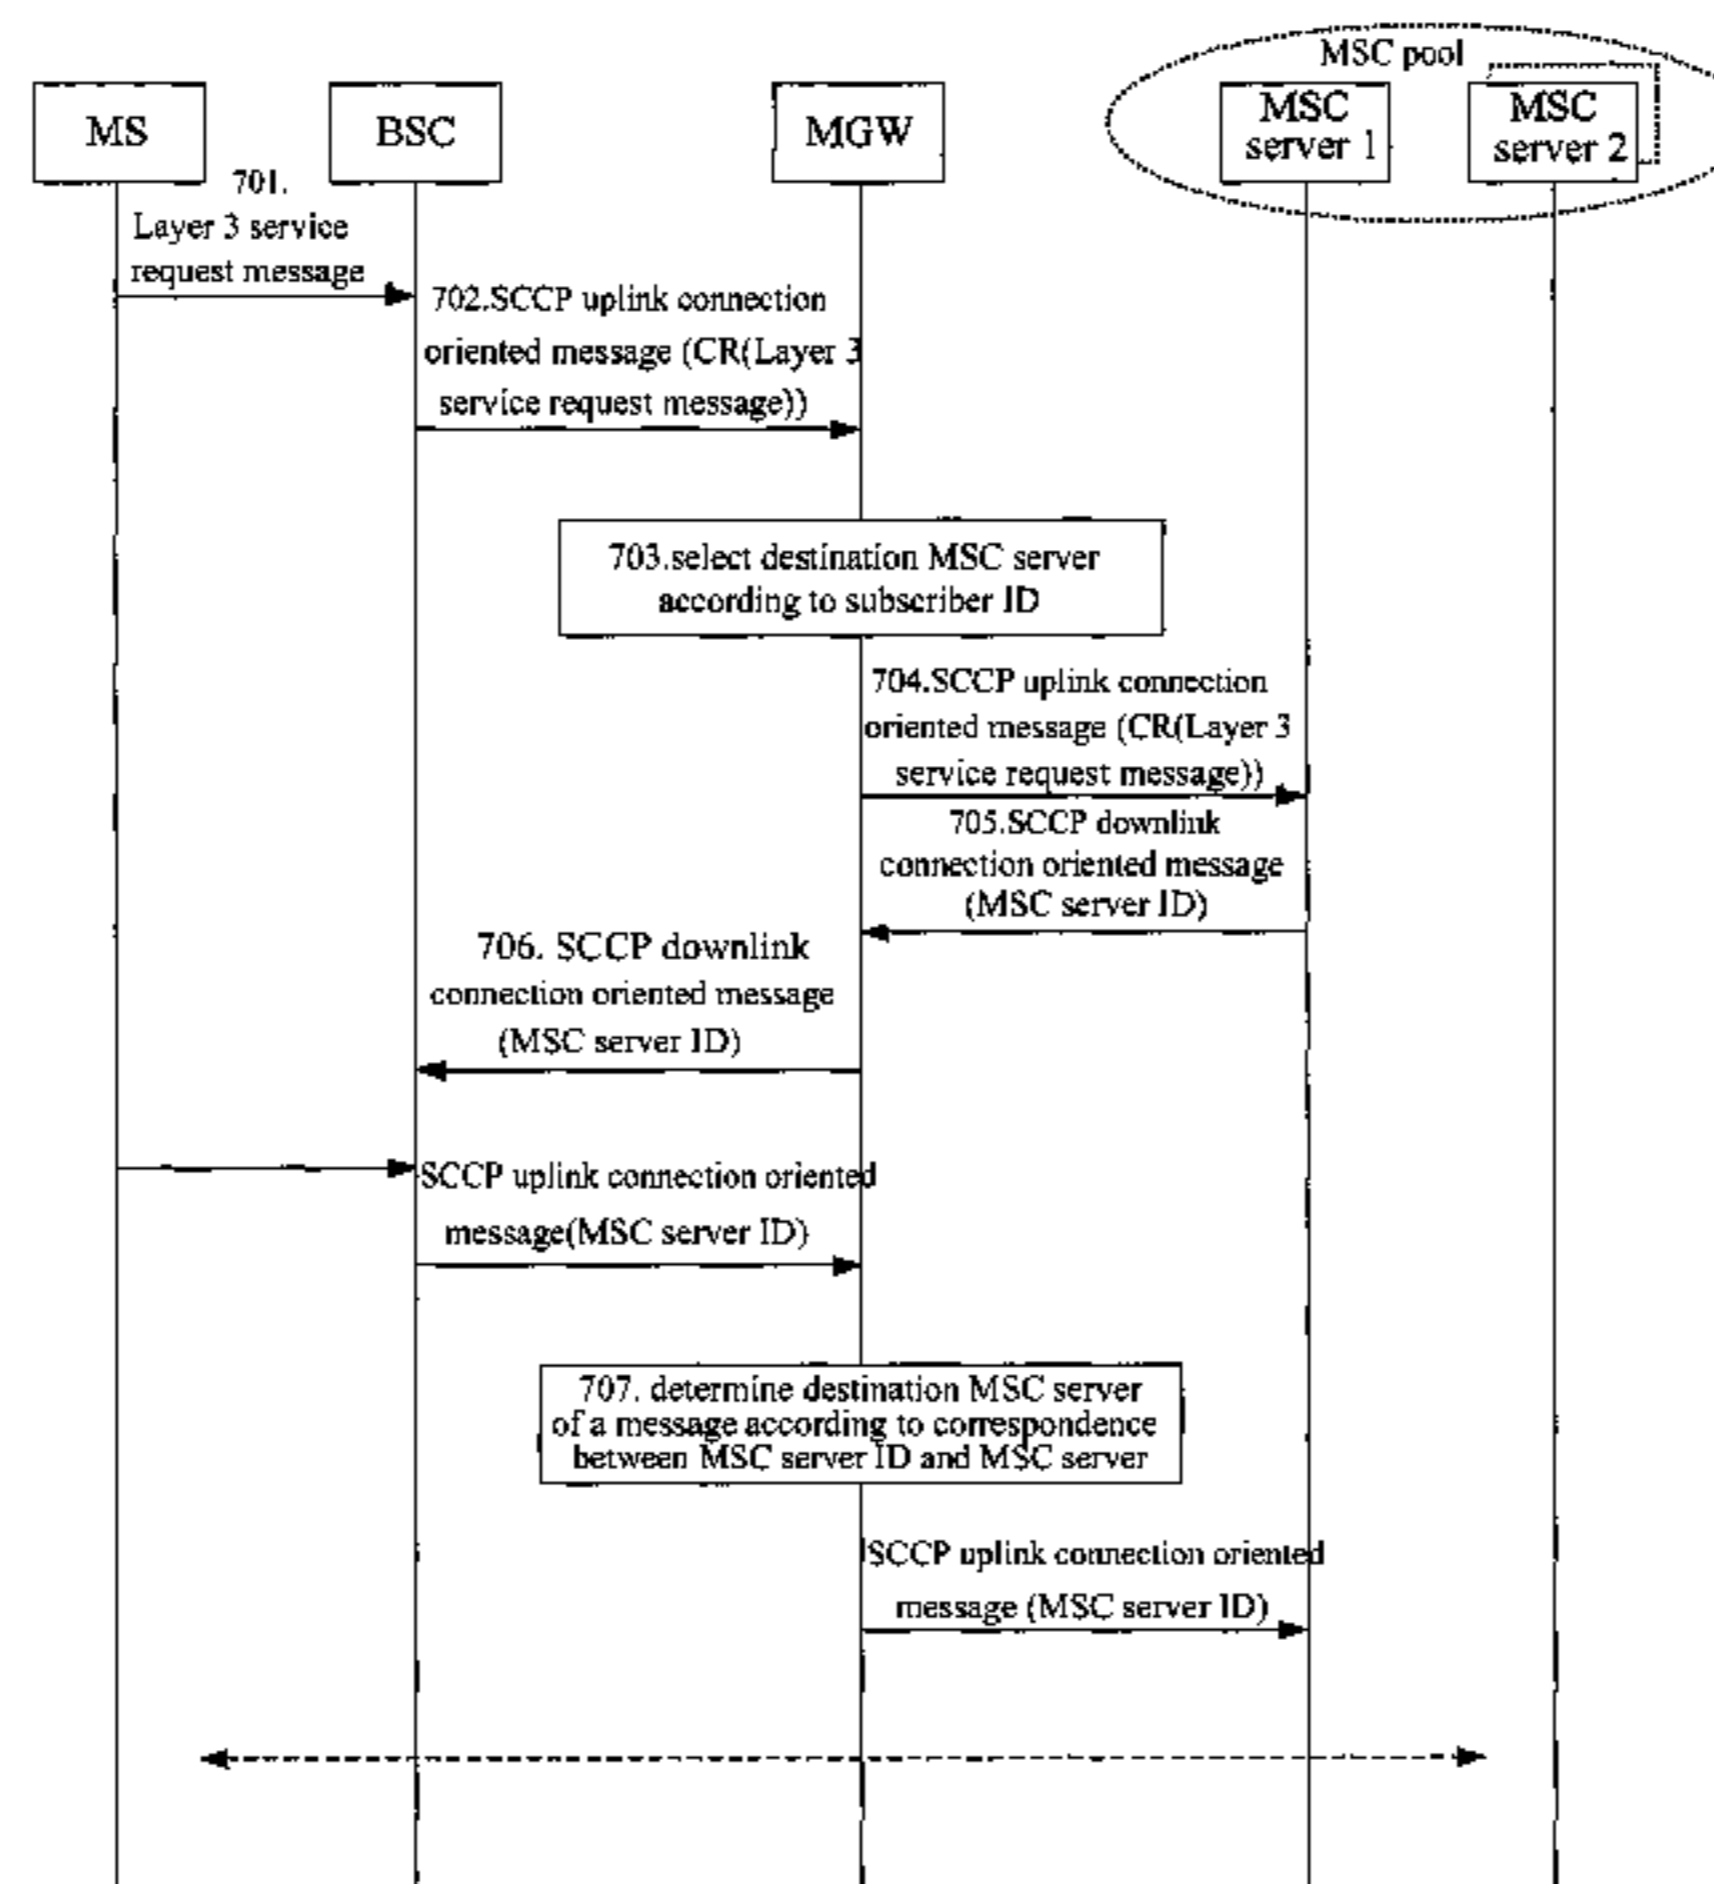 MSC pool
MS
BSC
MGW
MSC
server 1
MSC
server 2
701.
Layer 3 service
request message
702.SCCP uplink connection
oriented message (CR(Layer 3
service request message))
703.select destination MSC server
according to subscriber ID
704.SCCP uplink connection
oriented message (CR(Layer 3
service request message))
705.SCCP downlink
connection oriented message
(MSC server ID)
706. SCCP downlink
connection oriented message
(MSC server ID)
SCCP uplink connection oriented
message(MSC server ID)
707. determine destination MSC server
of a message according to correspondence
between MSC server ID and MSC server
SCCP uplink connection oriented
message (MSC server ID)